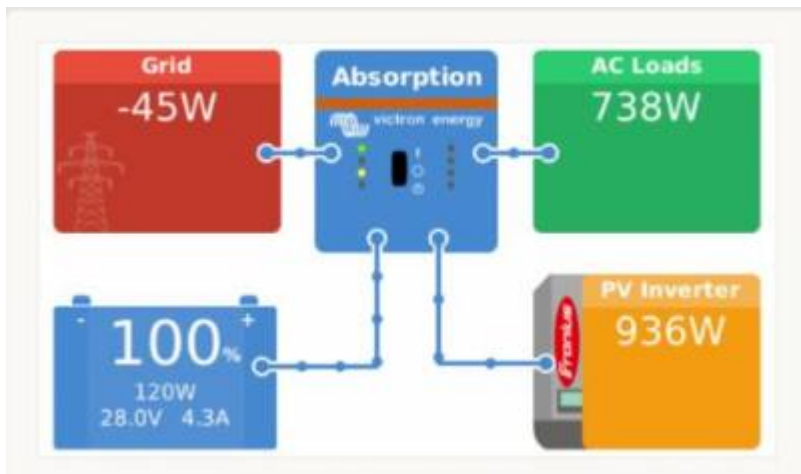 Grid
-45W
Absorption
victron energy
AC Loads
738W
- +
100%
120W
28.0V 4.3A
PV Inverter
936W
Fronius